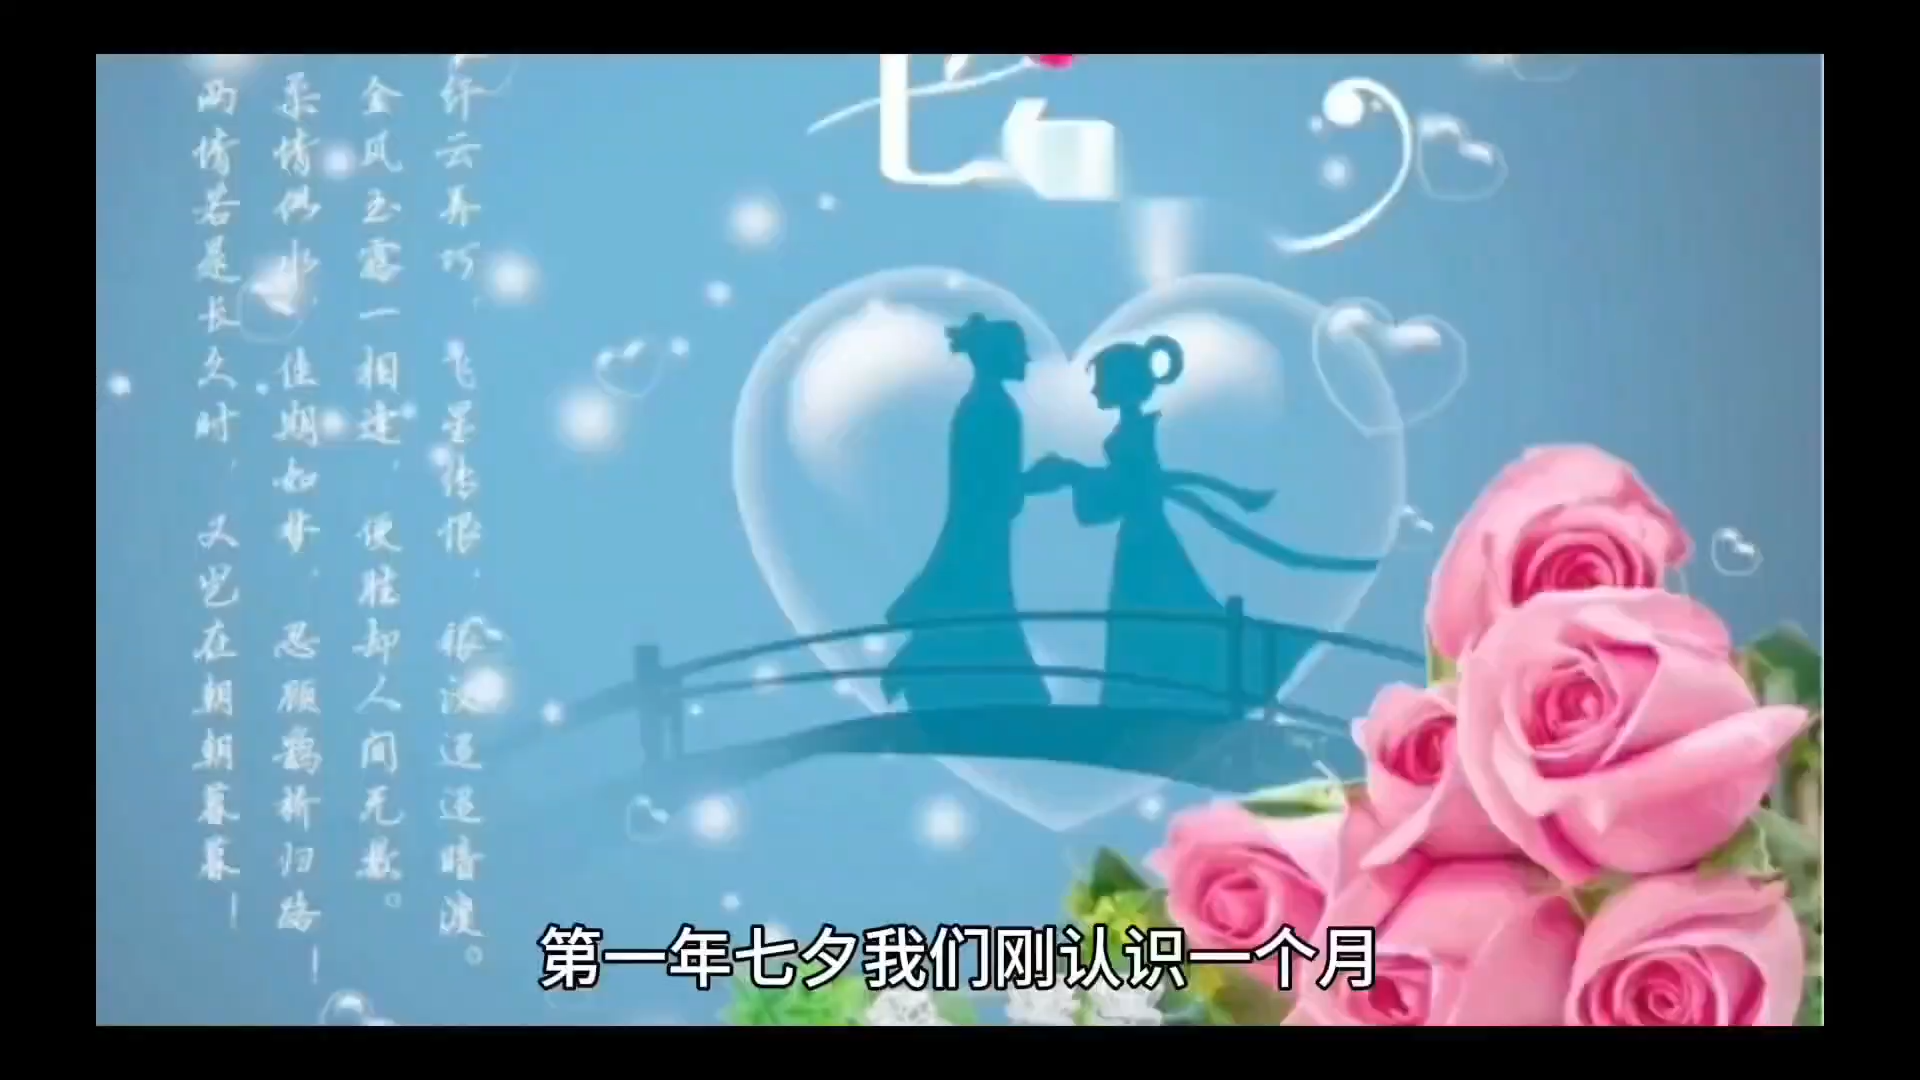 纤云弄巧，飞星传恨，银汉迢迢暗渡。
金风玉露一相逢，便胜却人间无数。
柔情似水，佳期如梦，忍顾鹊桥归路！
两情若是长久时，又岂在朝朝暮暮！
第一年七夕我们刚认识一个月